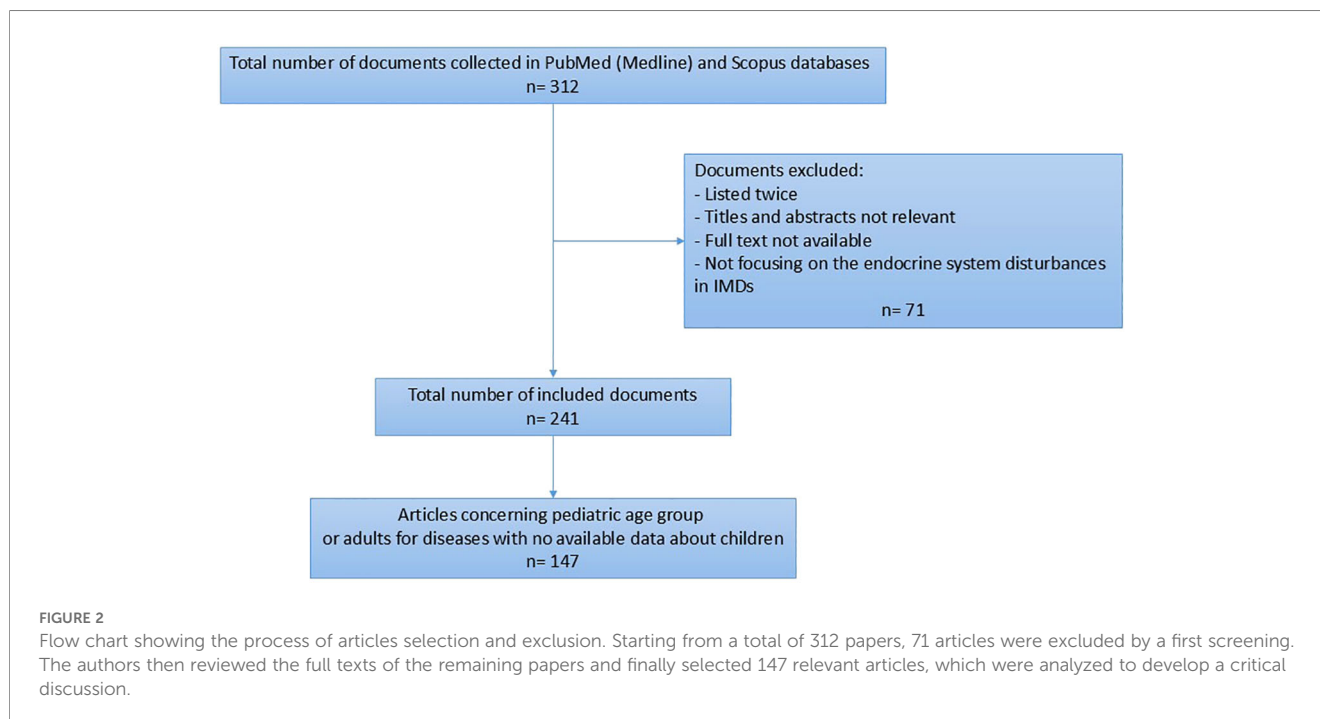 Total number of documents collected in PubMed (Medline) and Scopus databases
n= 312
Documents excluded:
- Listed twice
- Titles and abstracts not relevant
- Full text not available
- Not focusing on the endocrine system disturbances
in IMDs
n= 71
Total number of included documents
n= 241
Articles concerning pediatric age group
or adults for diseases with no available data about children
n= 147
FIGURE 2
Flow chart showing the process of articles selection and exclusion. Starting from a total of 312 papers, 71 articles were excluded by a first screening.
The authors then reviewed the full texts of the remaining papers and finally selected 147 relevant articles, which were analyzed to develop a critical
discussion.